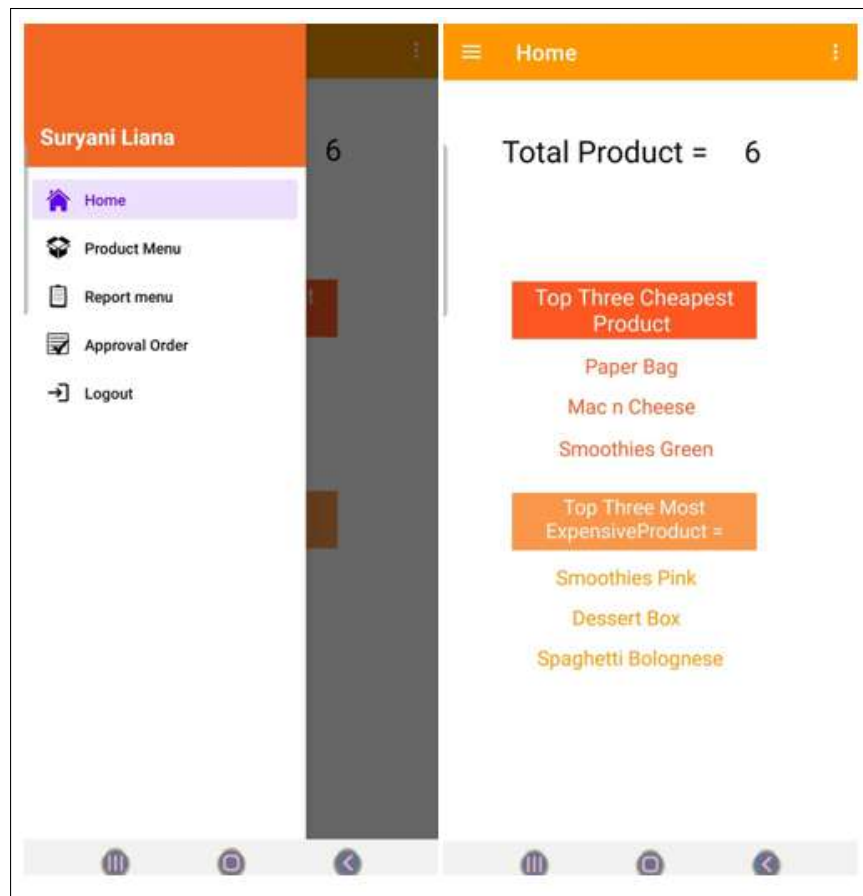 Suryani Liana
6
Home
Product Menu
Report menu
Approval Order
Logout
Home
Total Product = 6
Top Three Cheapest
Product
Paper Bag
Mac n Cheese
Smoothies Green
Top Three Most
ExpensiveProduct =
Smoothies Pink
Dessert Box
Spaghetti Bolognese